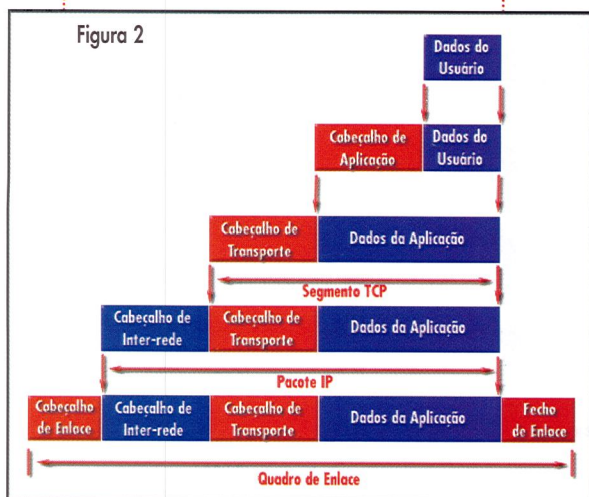 Figura 2
Dados do
Usuário
Cabeçalho de
Aplicação
Dados do
Usuário
Cabeçalho de
Transporte
Dados da Aplicação
Segmento TCP
Cabeçalho de
Inter-rede
Cabeçalho de
Transporte
Dados da Aplicação
Pacote IP
Cabeçalho
de Enlace
Cabeçalho de
Inter-rede
Cabeçalho de
Transporte
Dados da Aplicação
Fecho
de Enlace
Quadro de Enlace